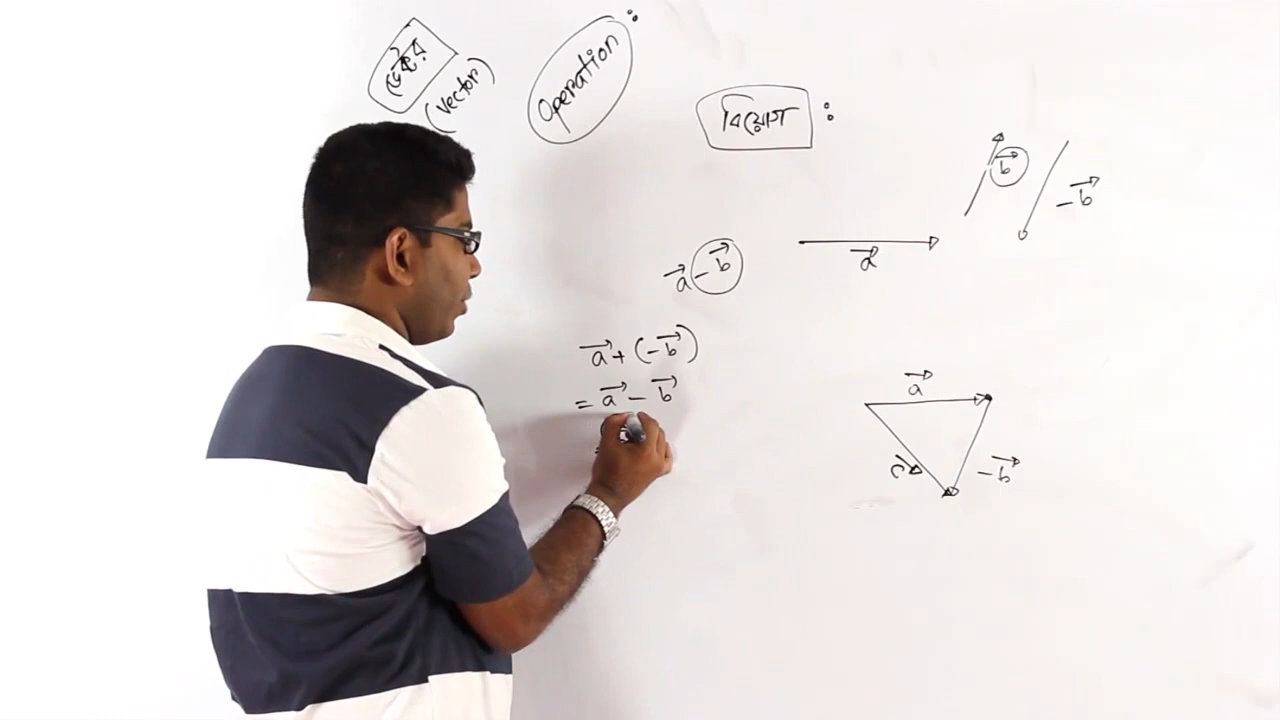 ভেক্টর
(vector)
Operation:
বিয়োগ :
b⃗
-b⃗
a⃗ - b⃗
a⃗
a⃗ + (-b⃗)
= a⃗ - b⃗
=
a⃗
c⃗
-b⃗